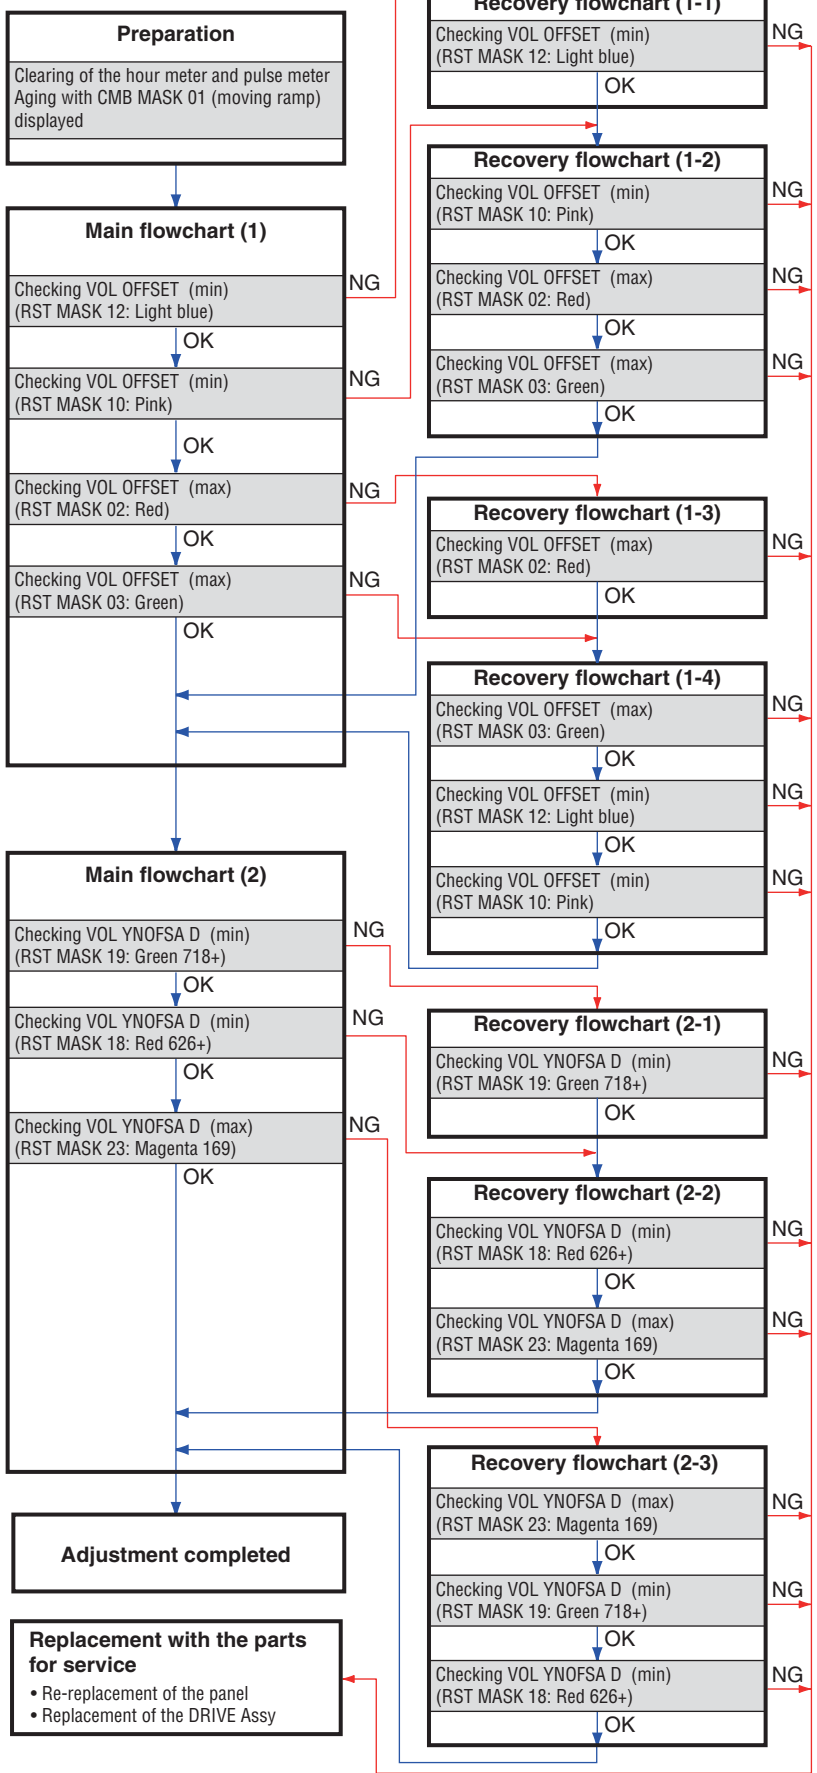 Preparation
Clearing of the hour meter and pulse meter
Aging with CMB MASK 01 (moving ramp)
displayed
Main flowchart (1)
Checking VOL OFFSET (min)
(RST MASK 12: Light blue)
NG
OK
Checking VOL OFFSET (min)
(RST MASK 10: Pink)
NG
OK
Checking VOL OFFSET (max)
(RST MASK 02: Red)
NG
OK
Checking VOL OFFSET (max)
(RST MASK 03: Green)
NG
OK
Main flowchart (2)
Checking VOL YNOFSA D (min)
(RST MASK 19: Green 718+)
NG
OK
Checking VOL YNOFSA D (min)
(RST MASK 18: Red 626+)
NG
OK
Checking VOL YNOFSA D (max)
(RST MASK 23: Magenta 169)
NG
OK
Adjustment completed
Replacement with the parts
for service
• Re-replacement of the panel
• Replacement of the DRIVE Assy
Recovery flowchart (1-1)
Checking VOL OFFSET (min)
(RST MASK 12: Light blue)
NG
OK
Recovery flowchart (1-2)
Checking VOL OFFSET (min)
(RST MASK 10: Pink)
NG
OK
Checking VOL OFFSET (max)
(RST MASK 02: Red)
NG
OK
Checking VOL OFFSET (max)
(RST MASK 03: Green)
NG
OK
Recovery flowchart (1-3)
Checking VOL OFFSET (max)
(RST MASK 02: Red)
NG
OK
Recovery flowchart (1-4)
Checking VOL OFFSET (max)
(RST MASK 03: Green)
NG
OK
Checking VOL OFFSET (min)
(RST MASK 12: Light blue)
NG
OK
Checking VOL OFFSET (min)
(RST MASK 10: Pink)
NG
OK
Recovery flowchart (2-1)
Checking VOL YNOFSA D (min)
(RST MASK 19: Green 718+)
NG
OK
Recovery flowchart (2-2)
Checking VOL YNOFSA D (min)
(RST MASK 18: Red 626+)
NG
OK
Checking VOL YNOFSA D (max)
(RST MASK 23: Magenta 169)
NG
OK
Recovery flowchart (2-3)
Checking VOL YNOFSA D (max)
(RST MASK 23: Magenta 169)
NG
OK
Checking VOL YNOFSA D (min)
(RST MASK 19: Green 718+)
NG
OK
Checking VOL YNOFSA D (min)
(RST MASK 18: Red 626+)
NG
OK